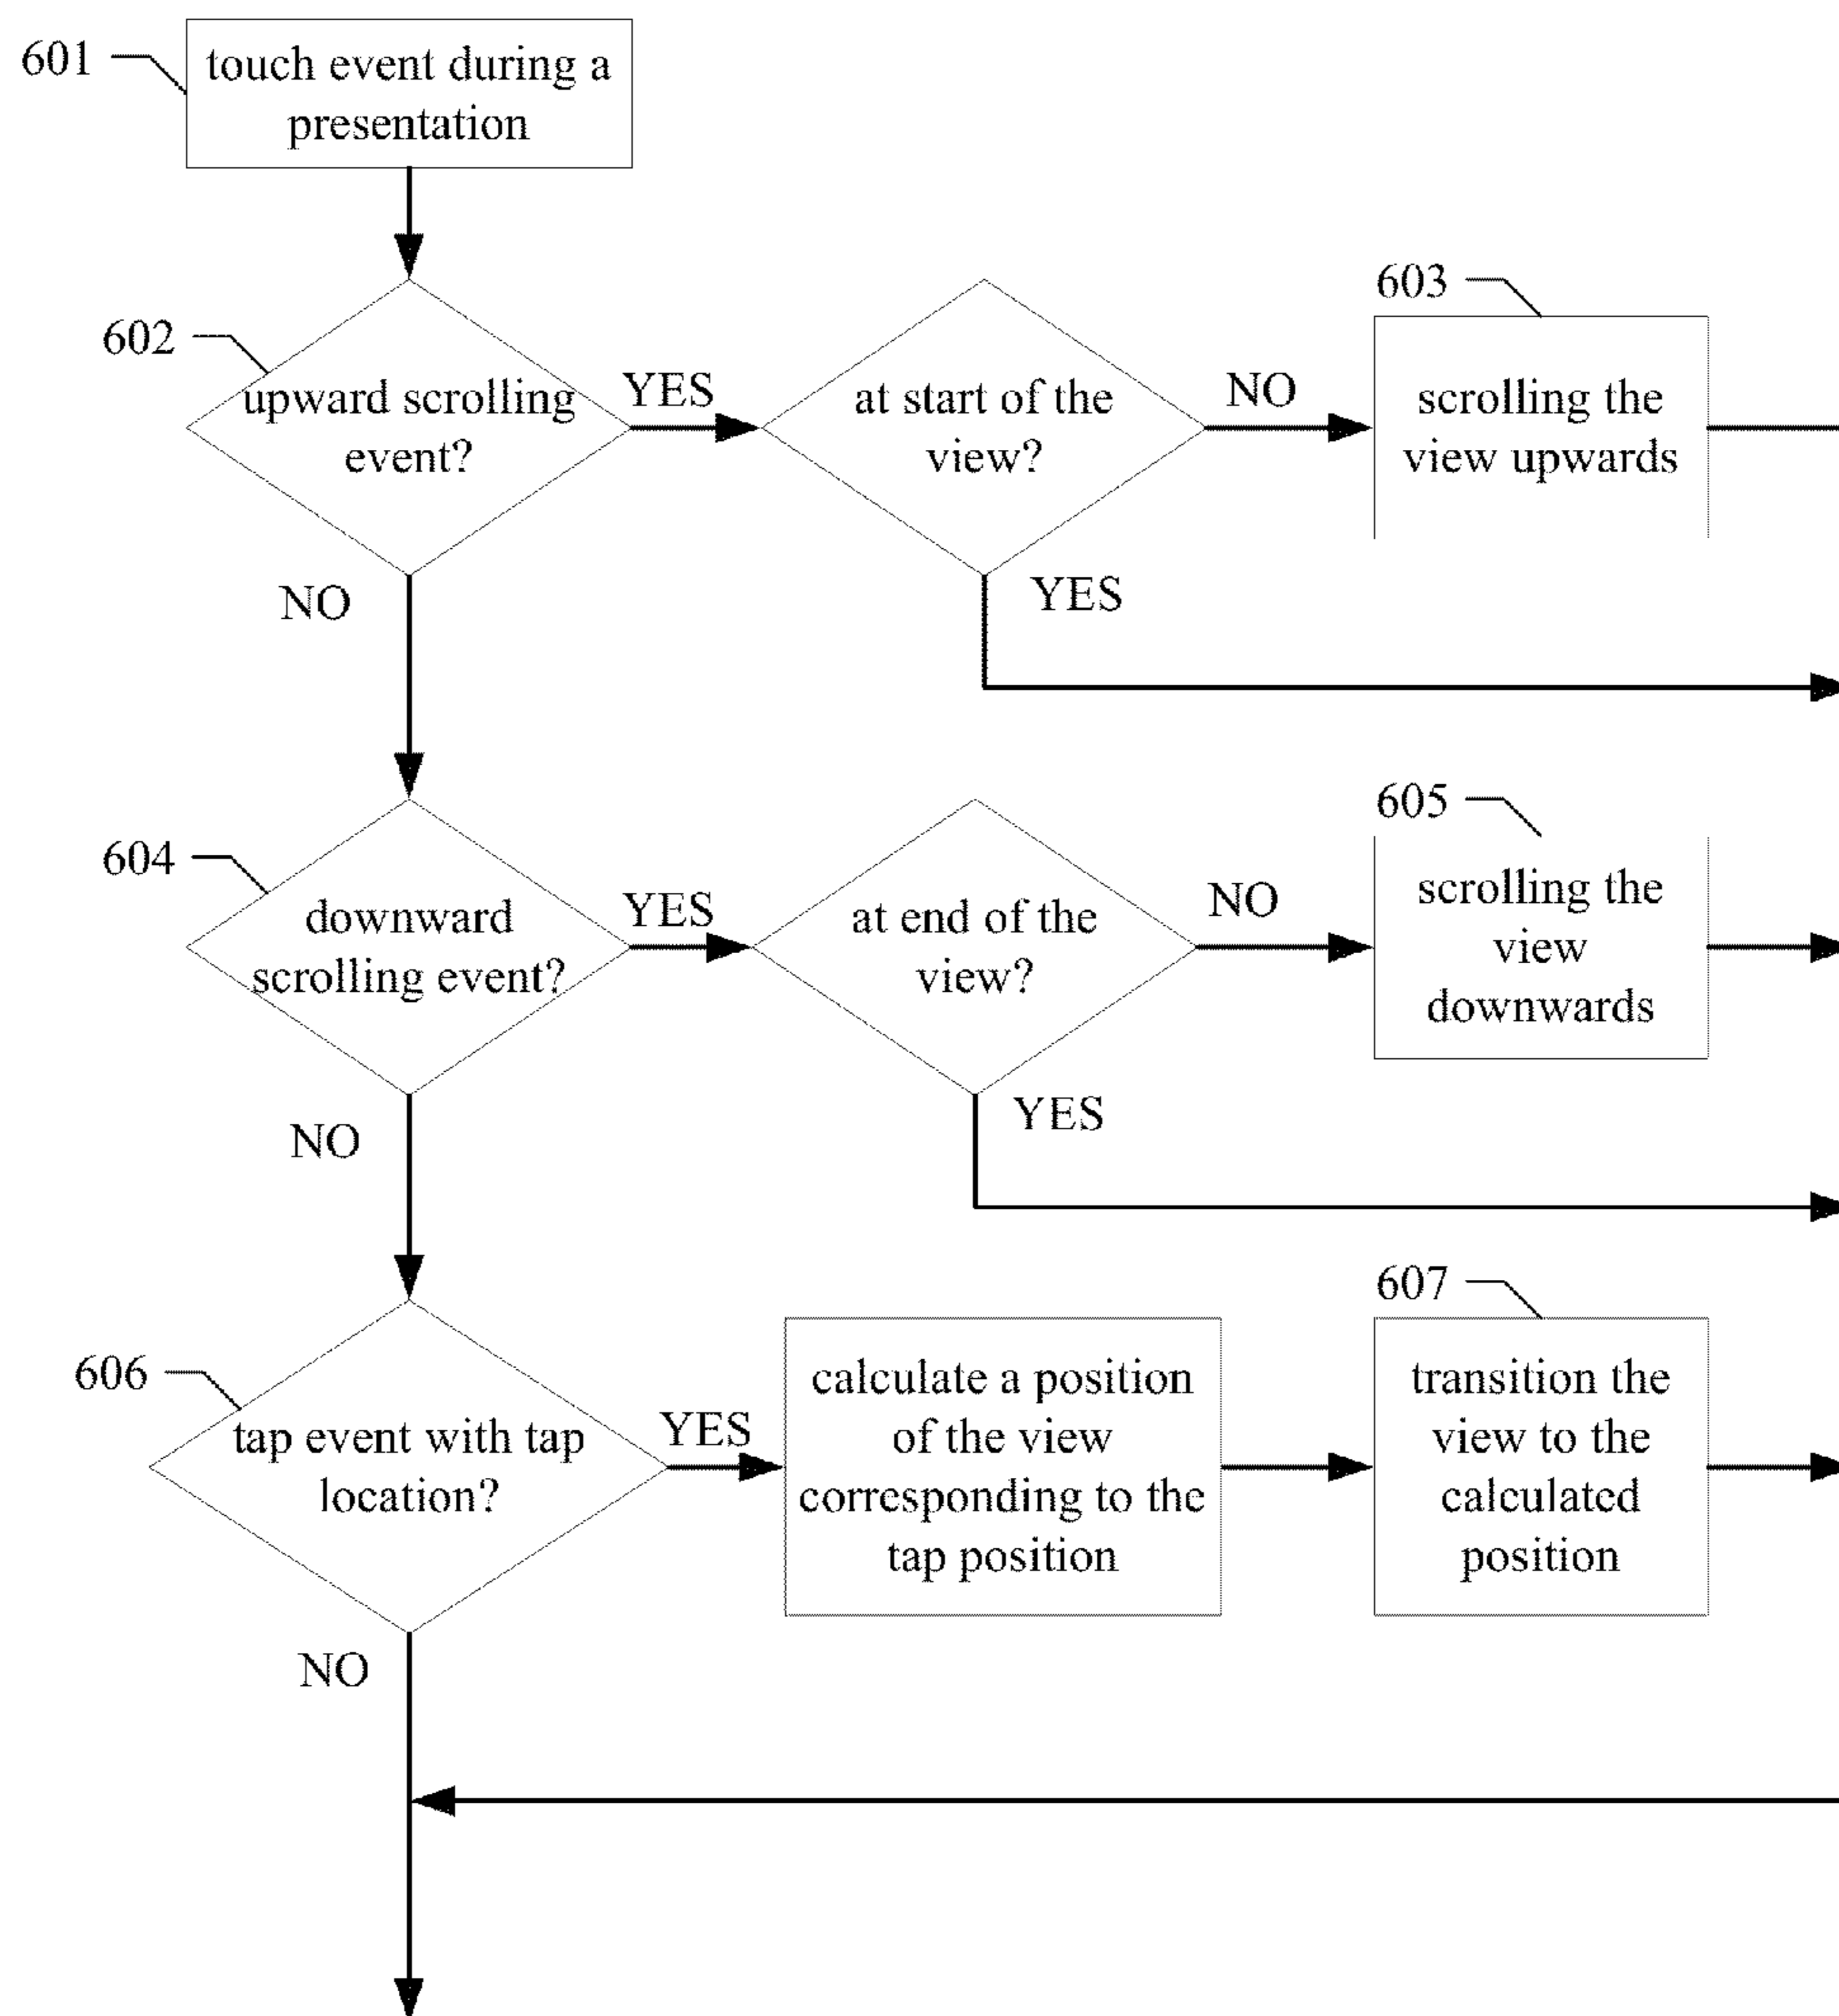 601
touch event during a
presentation
602
upward scrolling
event?
YES
at start of the
view?
NO
603
scrolling the
view upwards
NO
YES
604
downward
scrolling event?
YES
at end of the
view?
NO
605
scrolling the
view
downwards
NO
YES
606
tap event with tap
location?
YES
calculate a position
of the view
corresponding to the
tap position
607
transition the
view to the
calculated
position
NO